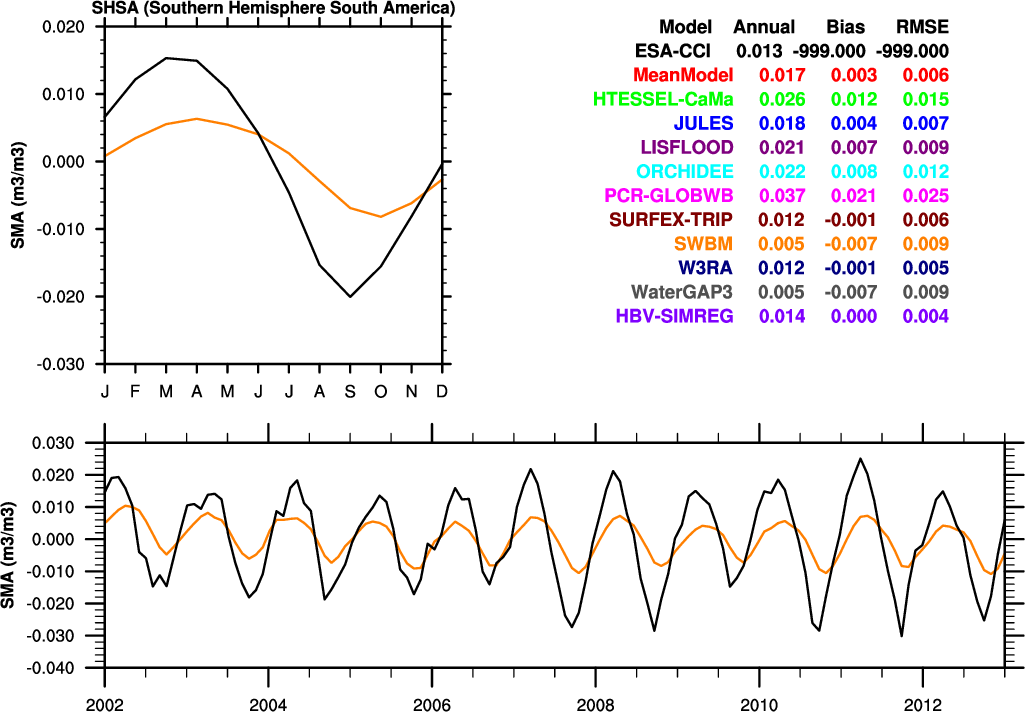 SHSA (Southern Hemisphere South America)
0.020
0.010
0.000
-0.010
-0.020
-0.030
SMA (m3/m3)
J F M A M J J A S O N D
Model Annual Bias RMSE
ESA-CCI 0.013 -999.000 -999.000
MeanModel 0.017 0.003 0.006
HTESSEL-CaMa 0.026 0.012 0.015
JULES 0.018 0.004 0.007
LISFLOOD 0.021 0.007 0.009
ORCHIDEE 0.022 0.008 0.012
PCR-GLOBWB 0.037 0.021 0.025
SURFEX-TRIP 0.012 -0.001 0.006
SWBM 0.005 -0.007 0.009
W3RA 0.012 -0.001 0.005
WaterGAP3 0.005 -0.007 0.009
HBV-SIMREG 0.014 0.000 0.004
0.030
0.020
0.010
0.000
-0.010
-0.020
-0.030
-0.040
SMA (m3/m3)
2002 2004 2006 2008 2010 2012